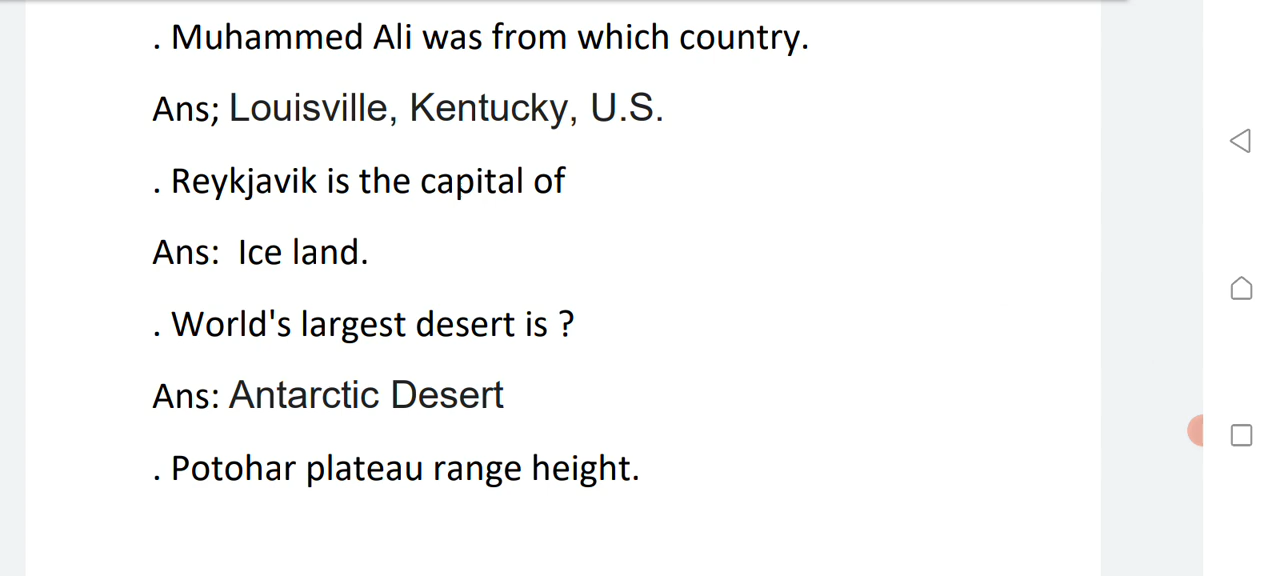 . Muhammed Ali was from which country.
Ans; Louisville, Kentucky, U.S.
. Reykjavik is the capital of
Ans:  Ice land.
. World's largest desert is ?
Ans: Antarctic Desert
. Potohar plateau range height.